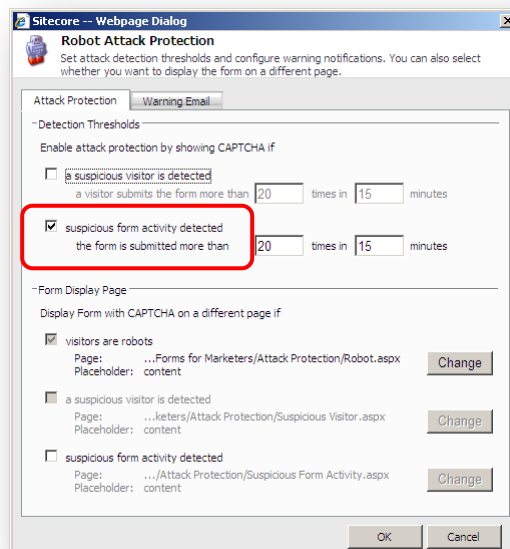 Sitecore -- Webpage Dialog
Robot Attack Protection
Set attack detection thresholds and configure warning notifications. You can also select
whether you want to display the form on a different page.
Attack Protection Warning Email
Detection Thresholds
Enable attack protection by showing CAPTCHA if
a suspicious visitor is detected
a visitor submits the form more than 20 times in 15 minutes
suspicious form activity detected
the form is submitted more than 20 times in 15 minutes
Form Display Page
Display Form with CAPTCHA on a different page if
visitors are robots
Page: ...Forms for Marketers/Attack Protection/Robot.aspx Change
Placeholder: content
a suspicious visitor is detected
Page: ...keters/Attack Protection/Suspicious Visitor.aspx Change
Placeholder: content
suspicious form activity detected
Page: .../Attack Protection/Suspicious Form Activity.aspx Change
Placeholder: content
OK Cancel